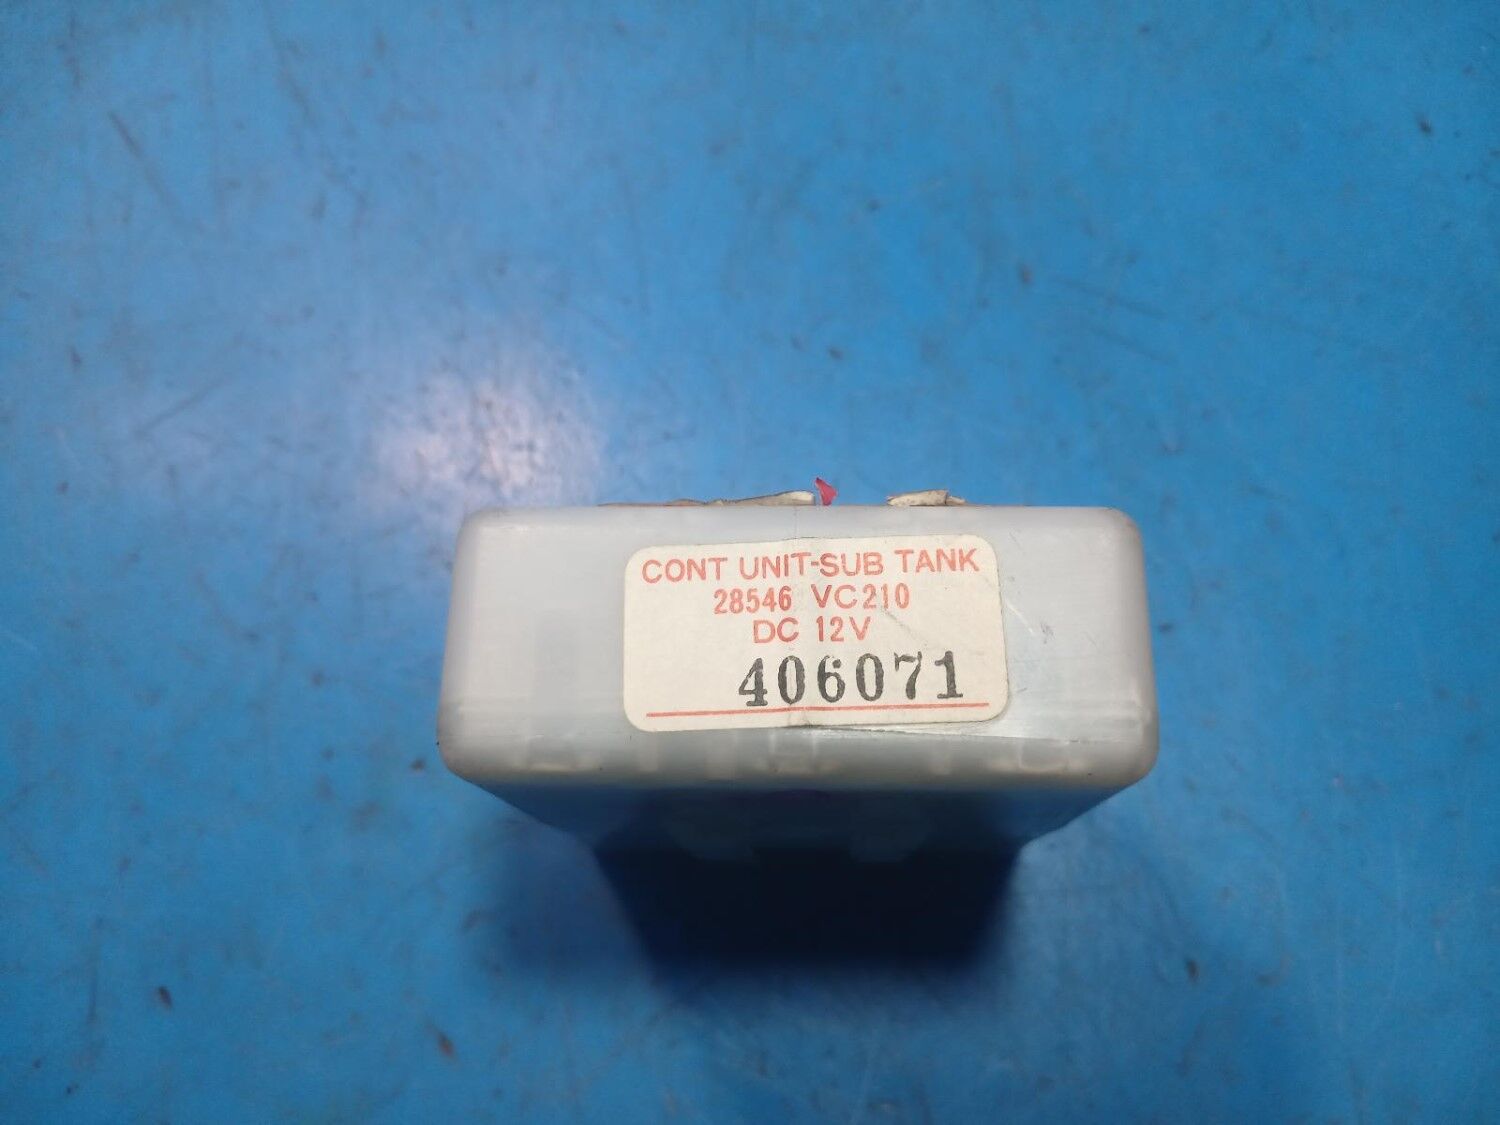 CONT UNIT-SUB TANK
28546 VC210
DC 12V
406071